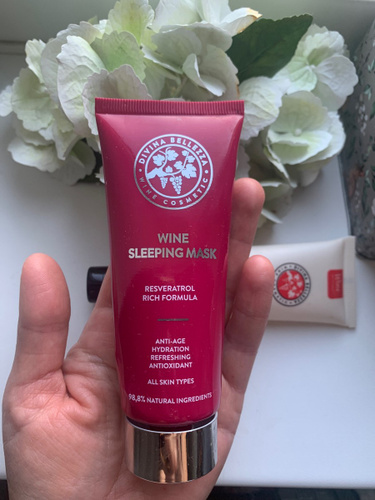 DIVINA BELLEZZA
WINE COSMETIC
WINE
SLEEPING MASK
RESVERATROL
RICH FORMULA
ANTI-AGE
HYDRATION
REFRESHING
ANTIOXIDANT
ALL SKIN TYPES
98,8% NATURAL INGREDIENTS